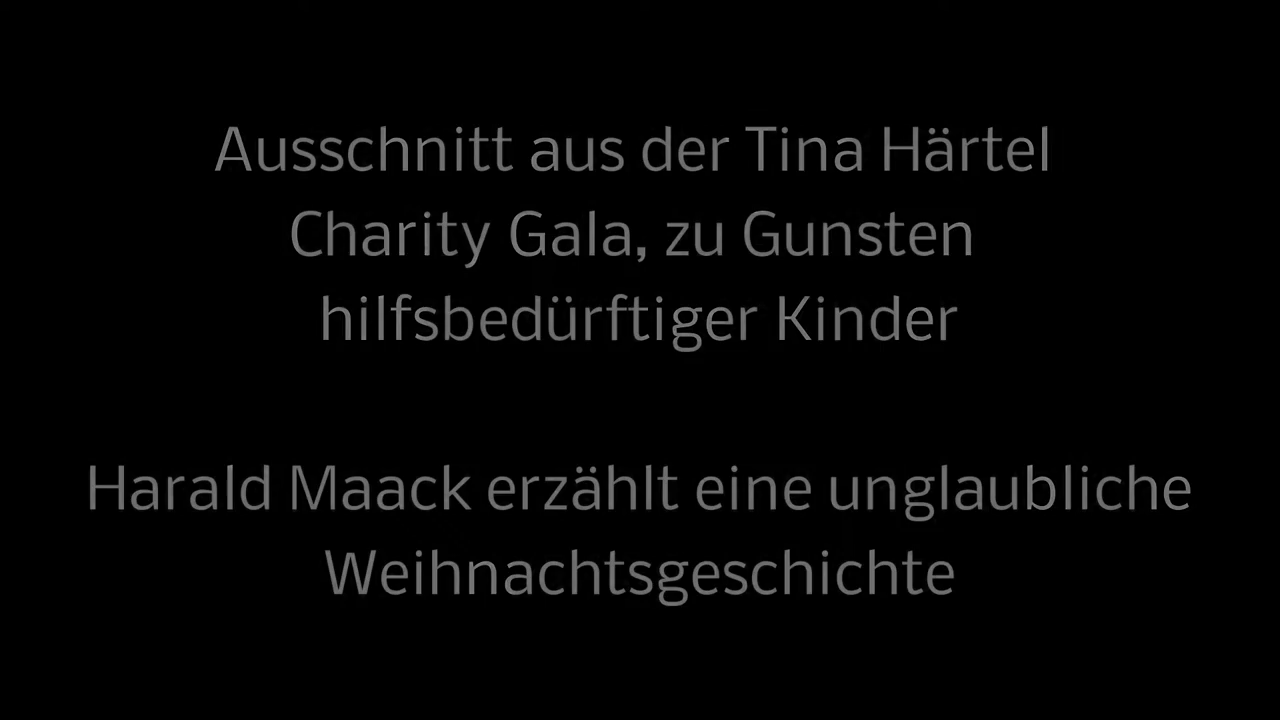 Ausschnitt aus der Tina Härtel
Charity Gala, zu Gunsten
hilfsbedürftiger Kinder
Harald Maack erzählt eine unglaubliche
Weihnachtsgeschichte